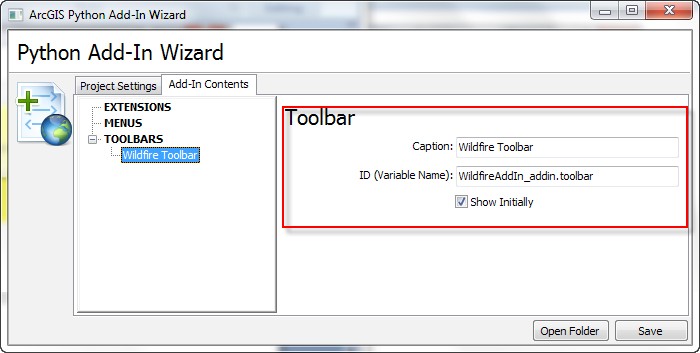 ArcGIS Python Add-In Wizard
Python Add-In Wizard
Project Settings
Add-In Contents
EXTENSIONS
MENUS
TOOLBARS
Wildfire Toolbar
Toolbar
Caption: Wildfire Toolbar
ID (Variable Name): WildfireAddIn_addin.toolbar
Show Initially
Open Folder
Save